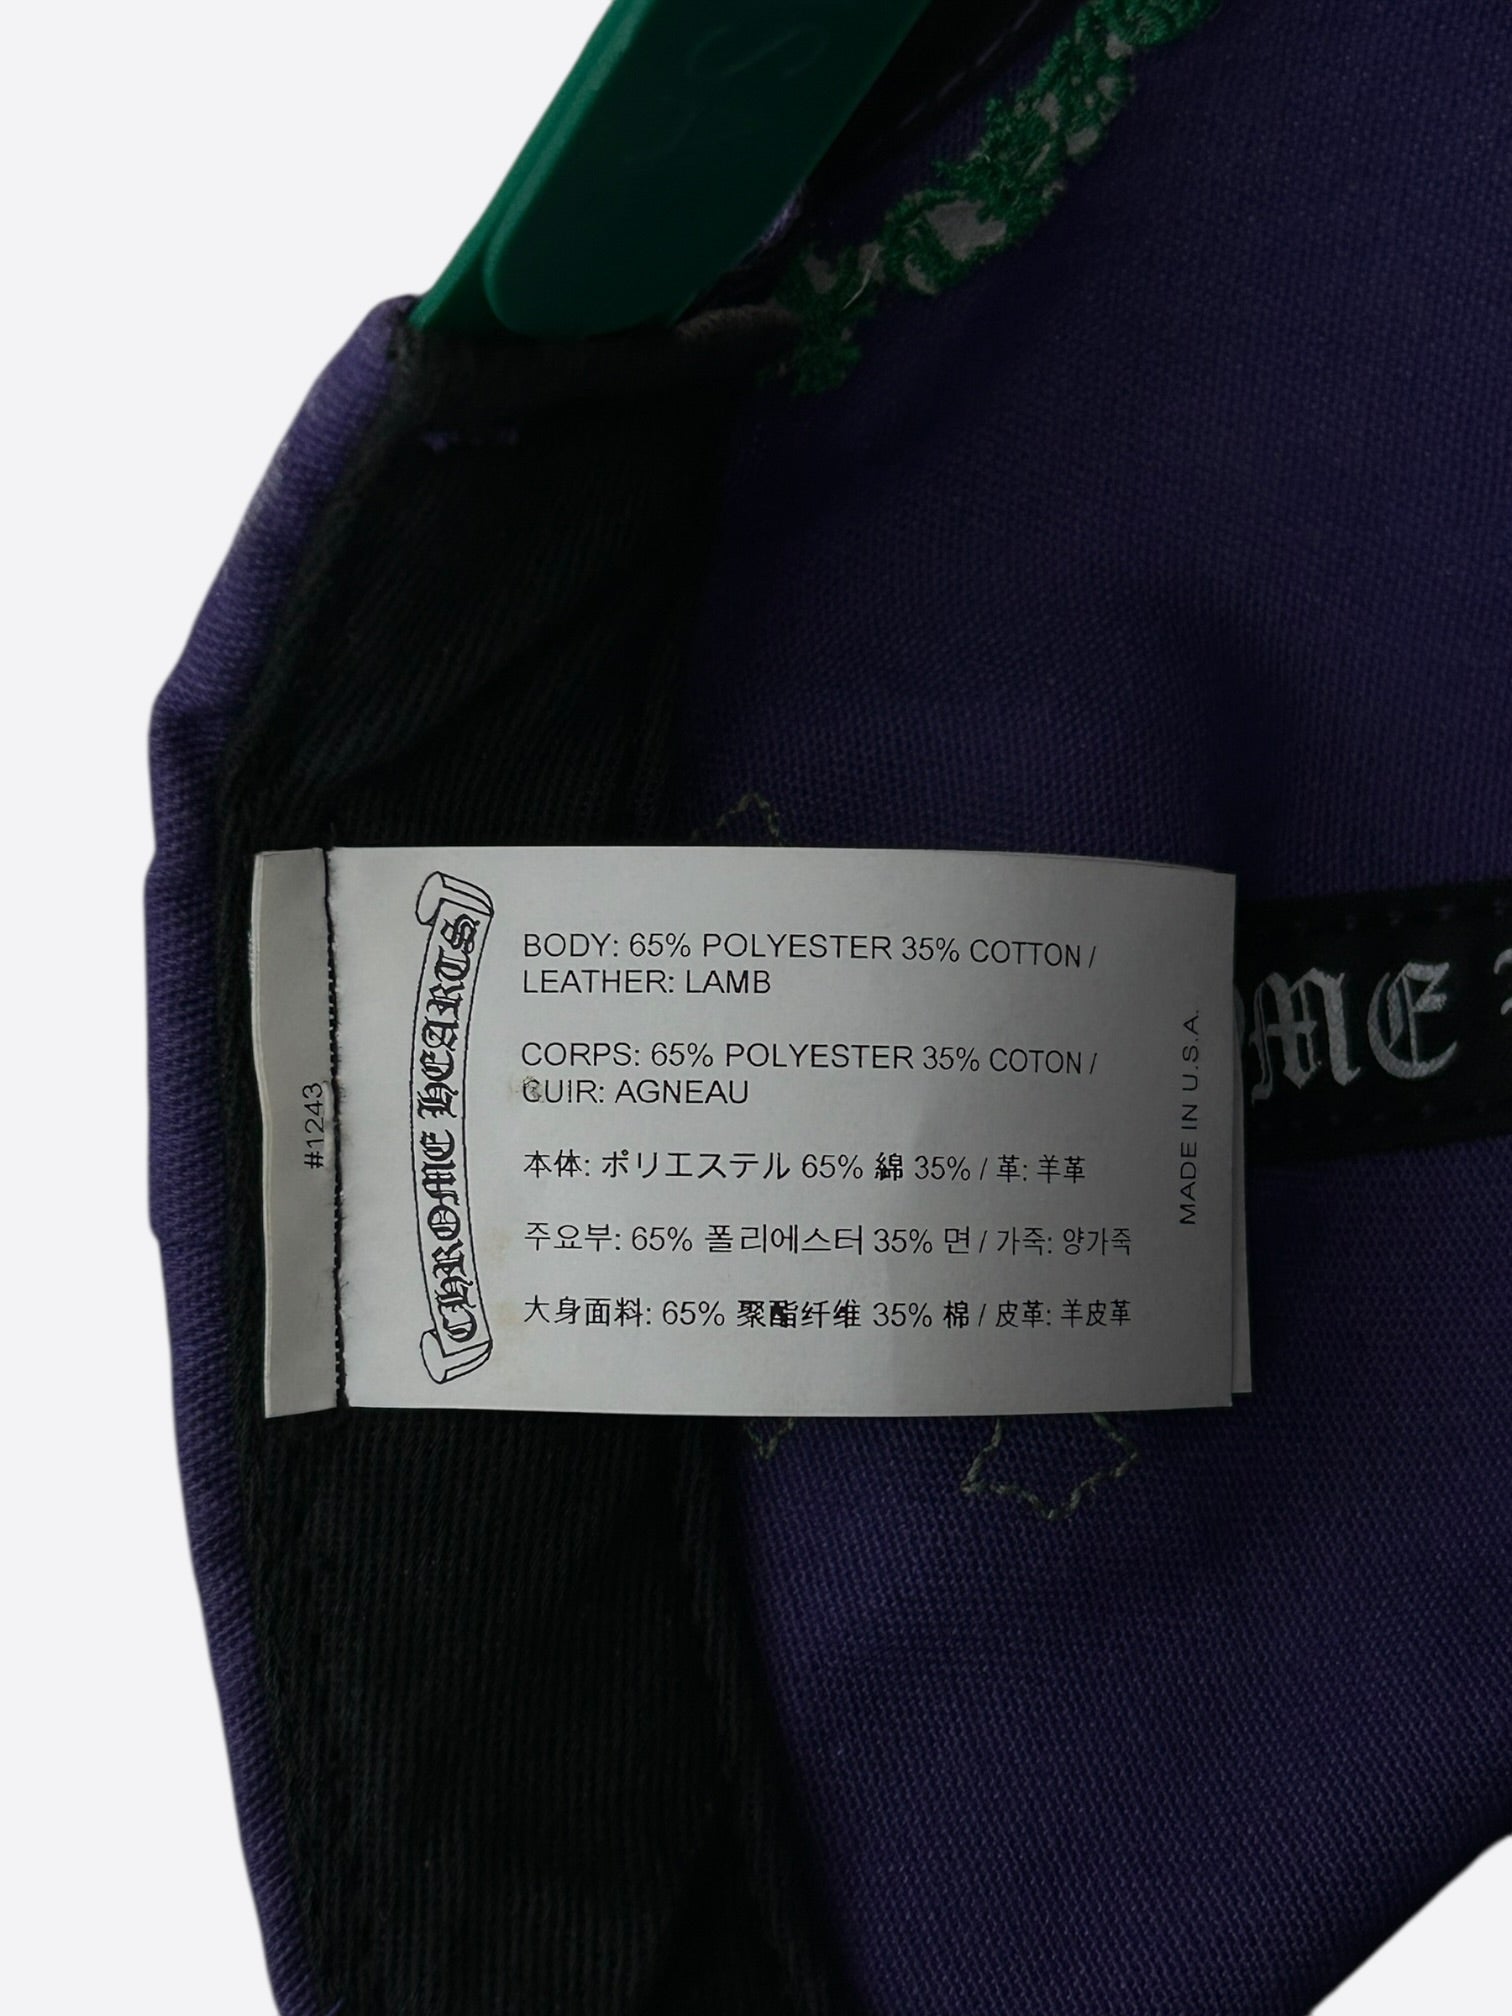 BODY: 65% POLYESTER 35% COTTON /
LEATHER: LAMB
CORPS: 65% POLYESTER 35% COTON /
CUIR: AGNEAU
本体: ポリエステル 65% 綿 35% / 革: 羊革
주요부: 65% 폴리에스터 35% 면 / 가죽: 양가죽
大身面料: 65% 聚酯纤维 35% 棉 / 皮革: 羊皮革
CHROME HEARTS
#1243
MADE IN U.S.A.
OME